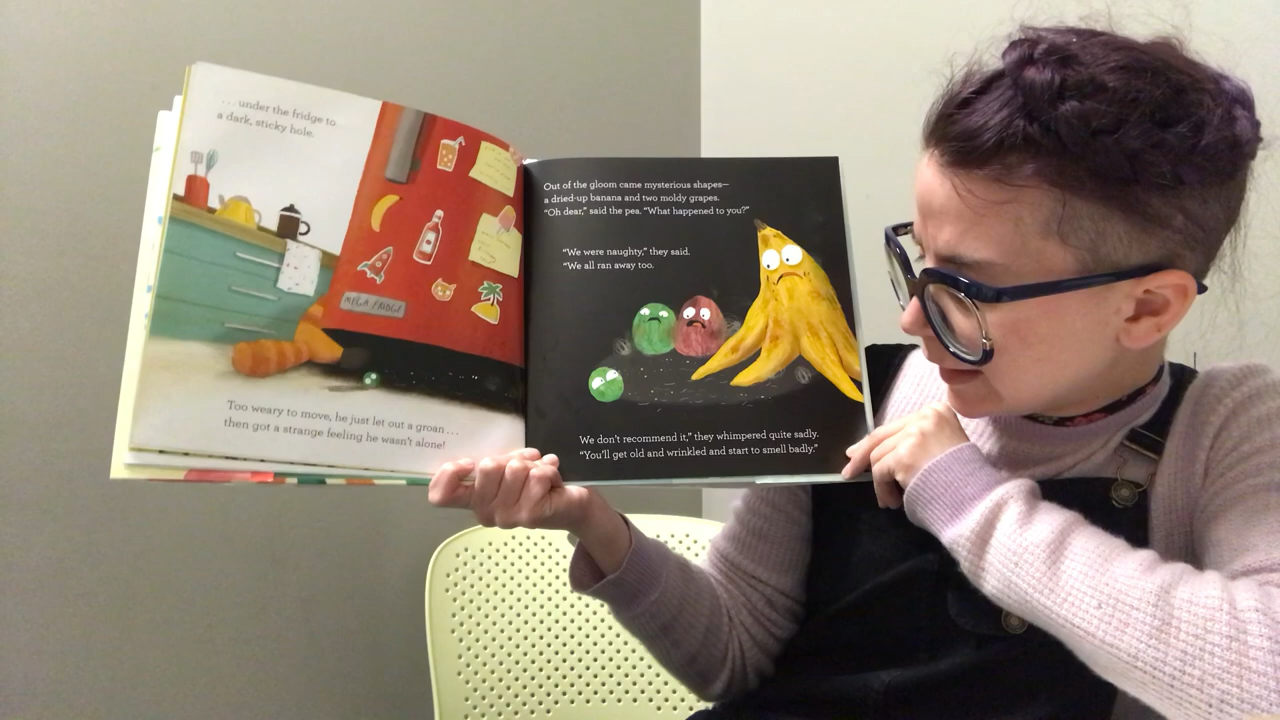 . . . under the fridge to
a dark, sticky hole.
MEGA FRIDGE
Too weary to move, he just let out a groan . . .
then got a strange feeling he wasn't alone!
Out of the gloom came mysterious shapes—
a dried-up banana and two moldy grapes.
“Oh dear,” said the pea. “What happened to you?”
“We were naughty,” they said.
“We all ran away too.
We don't recommend it,” they whimpered quite sadly.
“You'll get old and wrinkled and start to smell badly.”